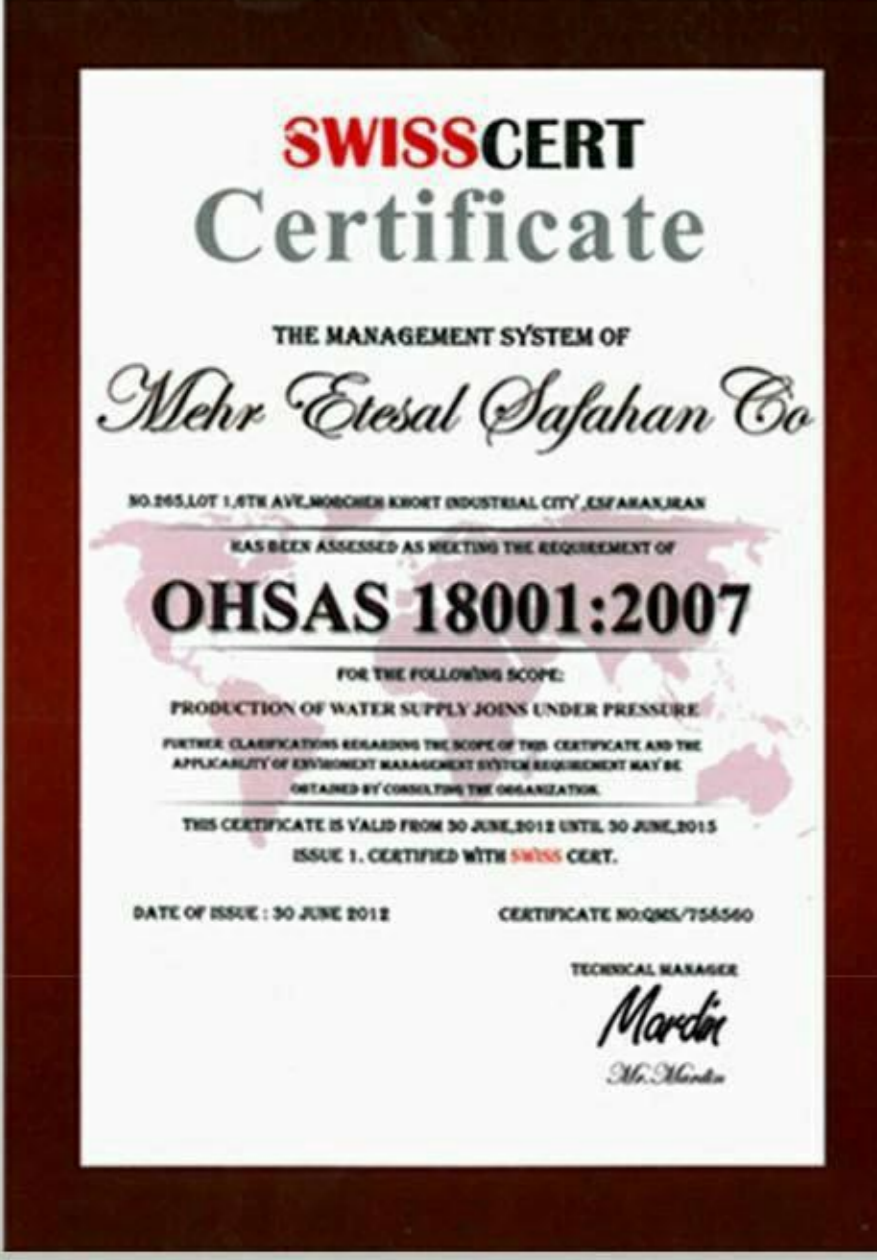 SWISSCERT
Certificate
THE MANAGEMENT SYSTEM OF
Mehr Etesal Safahan Co
NO.265,LOT 1,6TH AVE,MORCHEH KHORT INDUSTRIAL CITY ,ESFAHAN,IRAN
HAS BEEN ASSESSED AS MEETING THE REQUIREMENT OF
OHSAS 18001:2007
FOR THE FOLLOWING SCOPE:
PRODUCTION OF WATER SUPPLY JOINS UNDER PRESSURE
FURTHER CLARIFICATIONS REGARDING THE SCOPE OF THIS CERTIFICATE AND THE
APPLICABLITY OF ENVIROMENT MANAGEMENT SYSTEM REQUIREMENT MAY BE
OBTAINED BY CONSULTING THE ORGANIZATION.
THIS CERTIFICATE IS VALID FROM 30 JUNE,2012 UNTIL 30 JUNE,2015
ISSUE 1. CERTIFIED WITH SWISS CERT.
DATE OF ISSUE : 30 JUNE 2012
CERTIFICATE NO:QMS/758560
TECHNICAL MANAGER
Mardin
Mr.Mardin